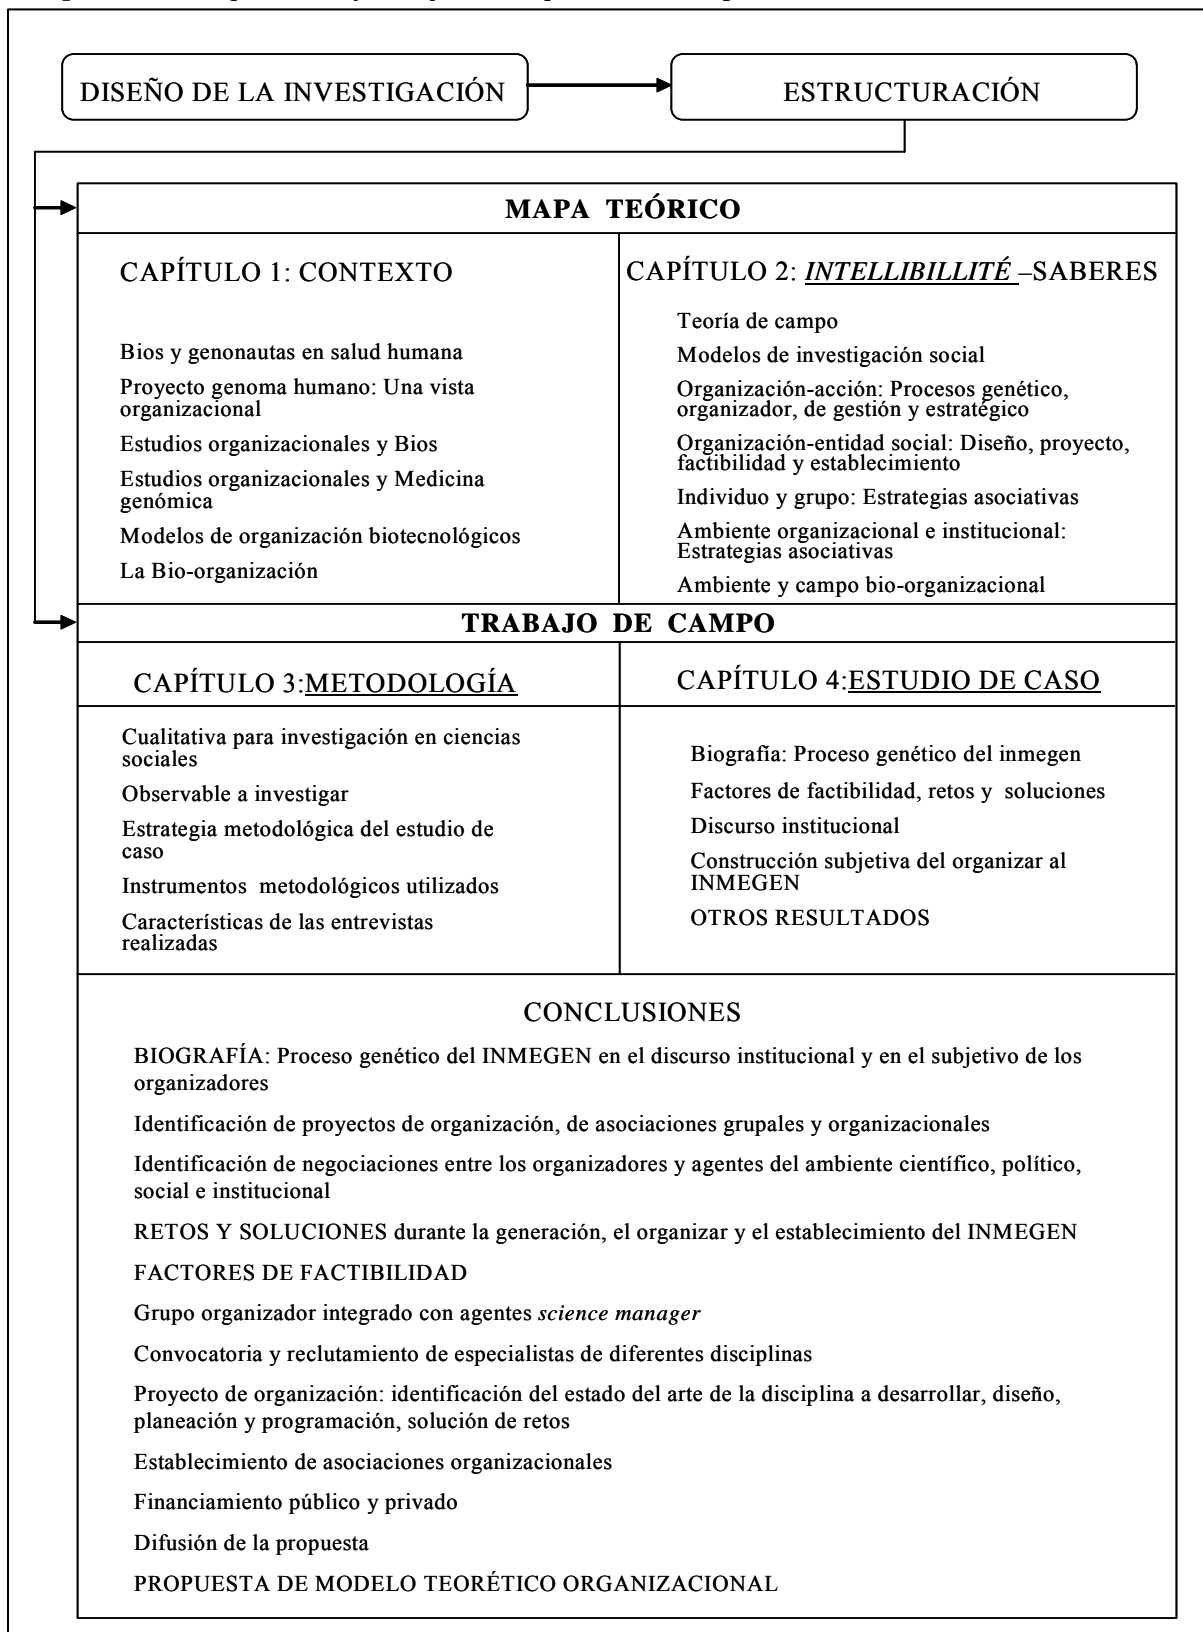 DISEÑO DE LA INVESTIGACIÓN
ESTRUCTURACIÓN
MAPA TEÓRICO
CAPÍTULO 1: CONTEXTO
Bios y genonautas en salud humana
Proyecto genoma humano: Una vista
organizacional
Estudios organizacionales y Bios
Estudios organizacionales y Medicina
genómica
Modelos de organización biotecnológicos
La Bio-organización
CAPÍTULO 2: INTELLIBILLITÉ –SABERES
Teoría de campo
Modelos de investigación social
Organización-acción: Procesos genético,
organizador, de gestión y estratégico
Organización-entidad social: Diseño, proyecto,
factibilidad y establecimiento
Individuo y grupo: Estrategias asociativas
Ambiente organizacional e institucional:
Estrategias asociativas
Ambiente y campo bio-organizacional
TRABAJO DE CAMPO
CAPÍTULO 3:METODOLOGÍA
Cualitativa para investigación en ciencias
sociales
Observable a investigar
Estrategia metodológica del estudio de
caso
Instrumentos metodológicos utilizados
Características de las entrevistas
realizadas
CAPÍTULO 4:ESTUDIO DE CASO
Biografía: Proceso genético del inmegen
Factores de factibilidad, retos y soluciones
Discurso institucional
Construcción subjetiva del organizar al
INMEGEN
OTROS RESULTADOS
CONCLUSIONES
BIOGRAFÍA: Proceso genético del INMEGEN en el discurso institucional y en el subjetivo de los
organizadores
Identificación de proyectos de organización, de asociaciones grupales y organizacionales
Identificación de negociaciones entre los organizadores y agentes del ambiente científico, político,
social e institucional
RETOS Y SOLUCIONES durante la generación, el organizar y el establecimiento del INMEGEN
FACTORES DE FACTIBILIDAD
Grupo organizador integrado con agentes science manager
Convocatoria y reclutamiento de especialistas de diferentes disciplinas
Proyecto de organización: identificación del estado del arte de la disciplina a desarrollar, diseño,
planeación y programación, solución de retos
Establecimiento de asociaciones organizacionales
Financiamiento público y privado
Difusión de la propuesta
PROPUESTA DE MODELO TEORÉTICO ORGANIZACIONAL